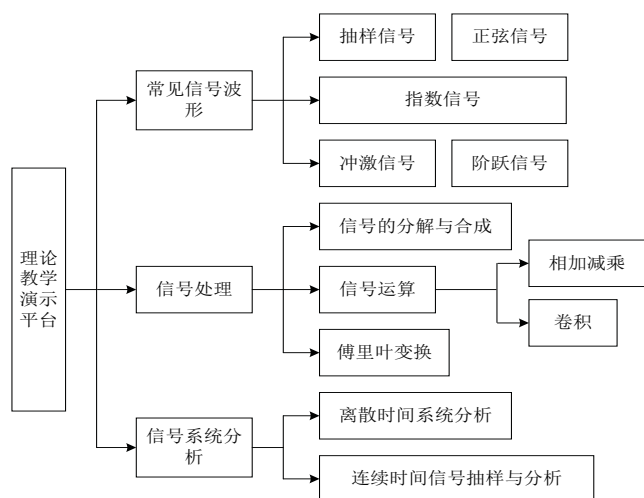 抽样信号
正弦信号
常见信号波
形
指数信号
冲激信号
阶跃信号
理论
教学
演示
平台
信号的分解与合成
信号处理
信号运算
相加减乘
卷积
傅里叶变换
信号系统分
析
离散时间系统分析
连续时间信号抽样与分析